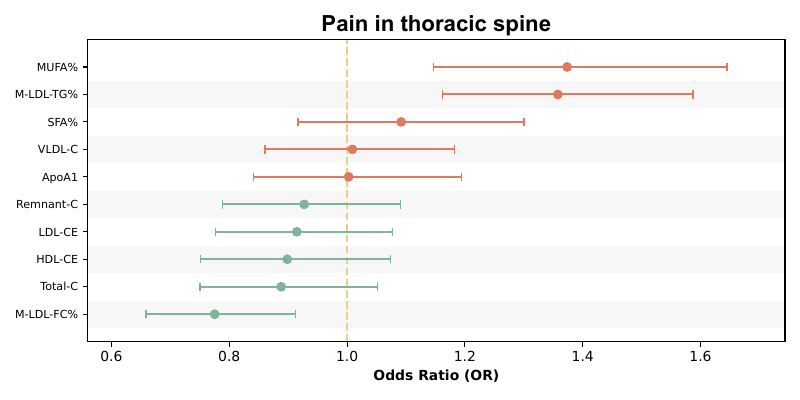 Pain in thoracic spine
MUFA%
M-LDL-TG%
SFA%
VLDL-C
ApoA1
Remnant-C
LDL-CE
HDL-CE
Total-C
M-LDL-FC%
0.6 0.8 1.0 1.2 1.4 1.6
Odds Ratio (OR)